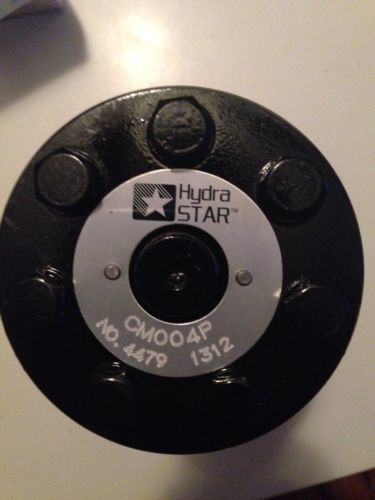 Hydra
STAR™
CM004P
NO. 4479 1312